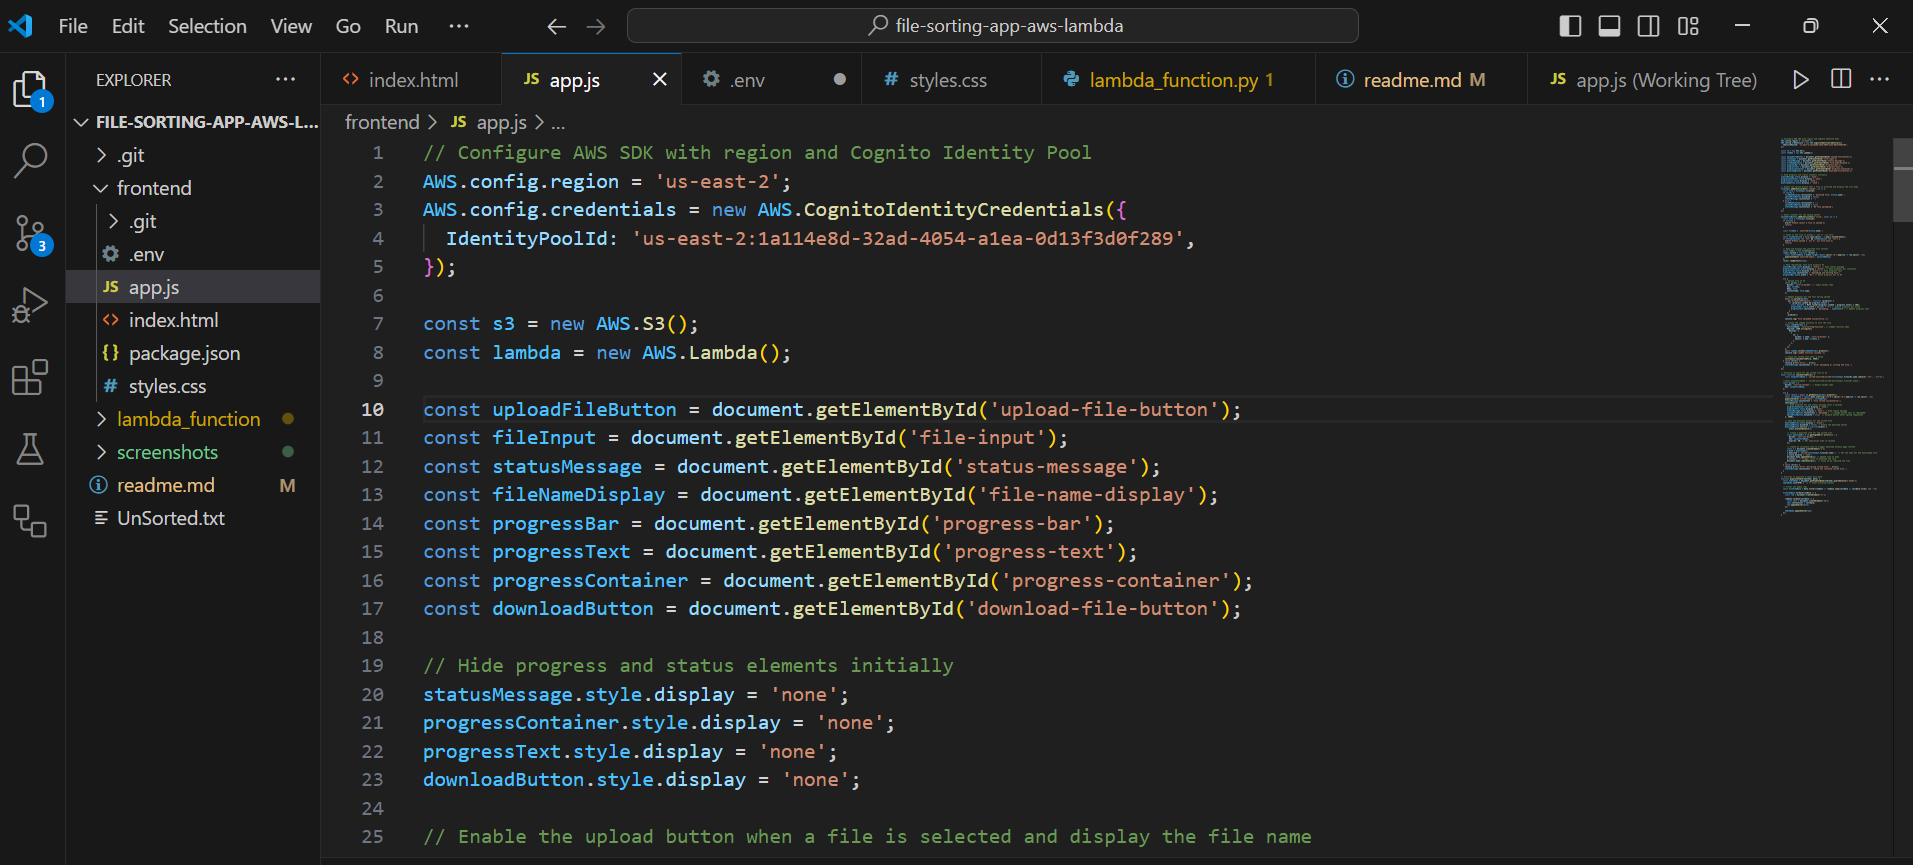 File Edit Selection View Go Run ··· file-sorting-app-aws-lambda
EXPLORER ···
index.html
JS app.js
.env
# styles.css
lambda_function.py 1
readme.md M
JS app.js (Working Tree)
···
1
3
FILE-SORTING-APP-AWS-L...
.git
frontend
.git
.env
JS app.js
index.html
{} package.json
# styles.css
lambda_function
screenshots
readme.md M
UnSorted.txt
frontend > JS app.js > ...
1 // Configure AWS SDK with region and Cognito Identity Pool
2 AWS.config.region = 'us-east-2';
3 AWS.config.credentials = new AWS.CognitoIdentityCredentials({
4 IdentityPoolId: 'us-east-2:1a114e8d-32ad-4054-a1ea-0d13f3d0f289',
5 });
6
7 const s3 = new AWS.S3();
8 const lambda = new AWS.Lambda();
9
10 const uploadFileButton = document.getElementById('upload-file-button');
11 const fileInput = document.getElementById('file-input');
12 const statusMessage = document.getElementById('status-message');
13 const fileNameDisplay = document.getElementById('file-name-display');
14 const progressBar = document.getElementById('progress-bar');
15 const progressText = document.getElementById('progress-text');
16 const progressContainer = document.getElementById('progress-container');
17 const downloadButton = document.getElementById('download-file-button');
18
19 // Hide progress and status elements initially
20 statusMessage.style.display = 'none';
21 progressContainer.style.display = 'none';
22 progressText.style.display = 'none';
23 downloadButton.style.display = 'none';
24
25 // Enable the upload button when a file is selected and display the file name